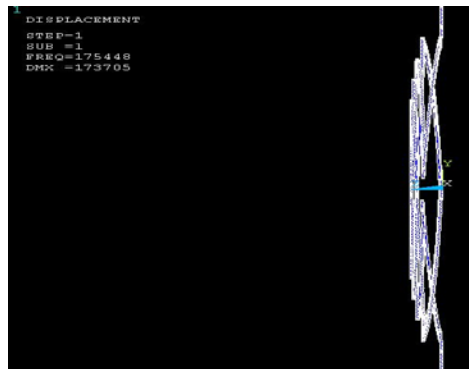 1
DISPLACEMENT
STEP=1
SUB =1
FREQ=175448
DMX =173705
Y
X